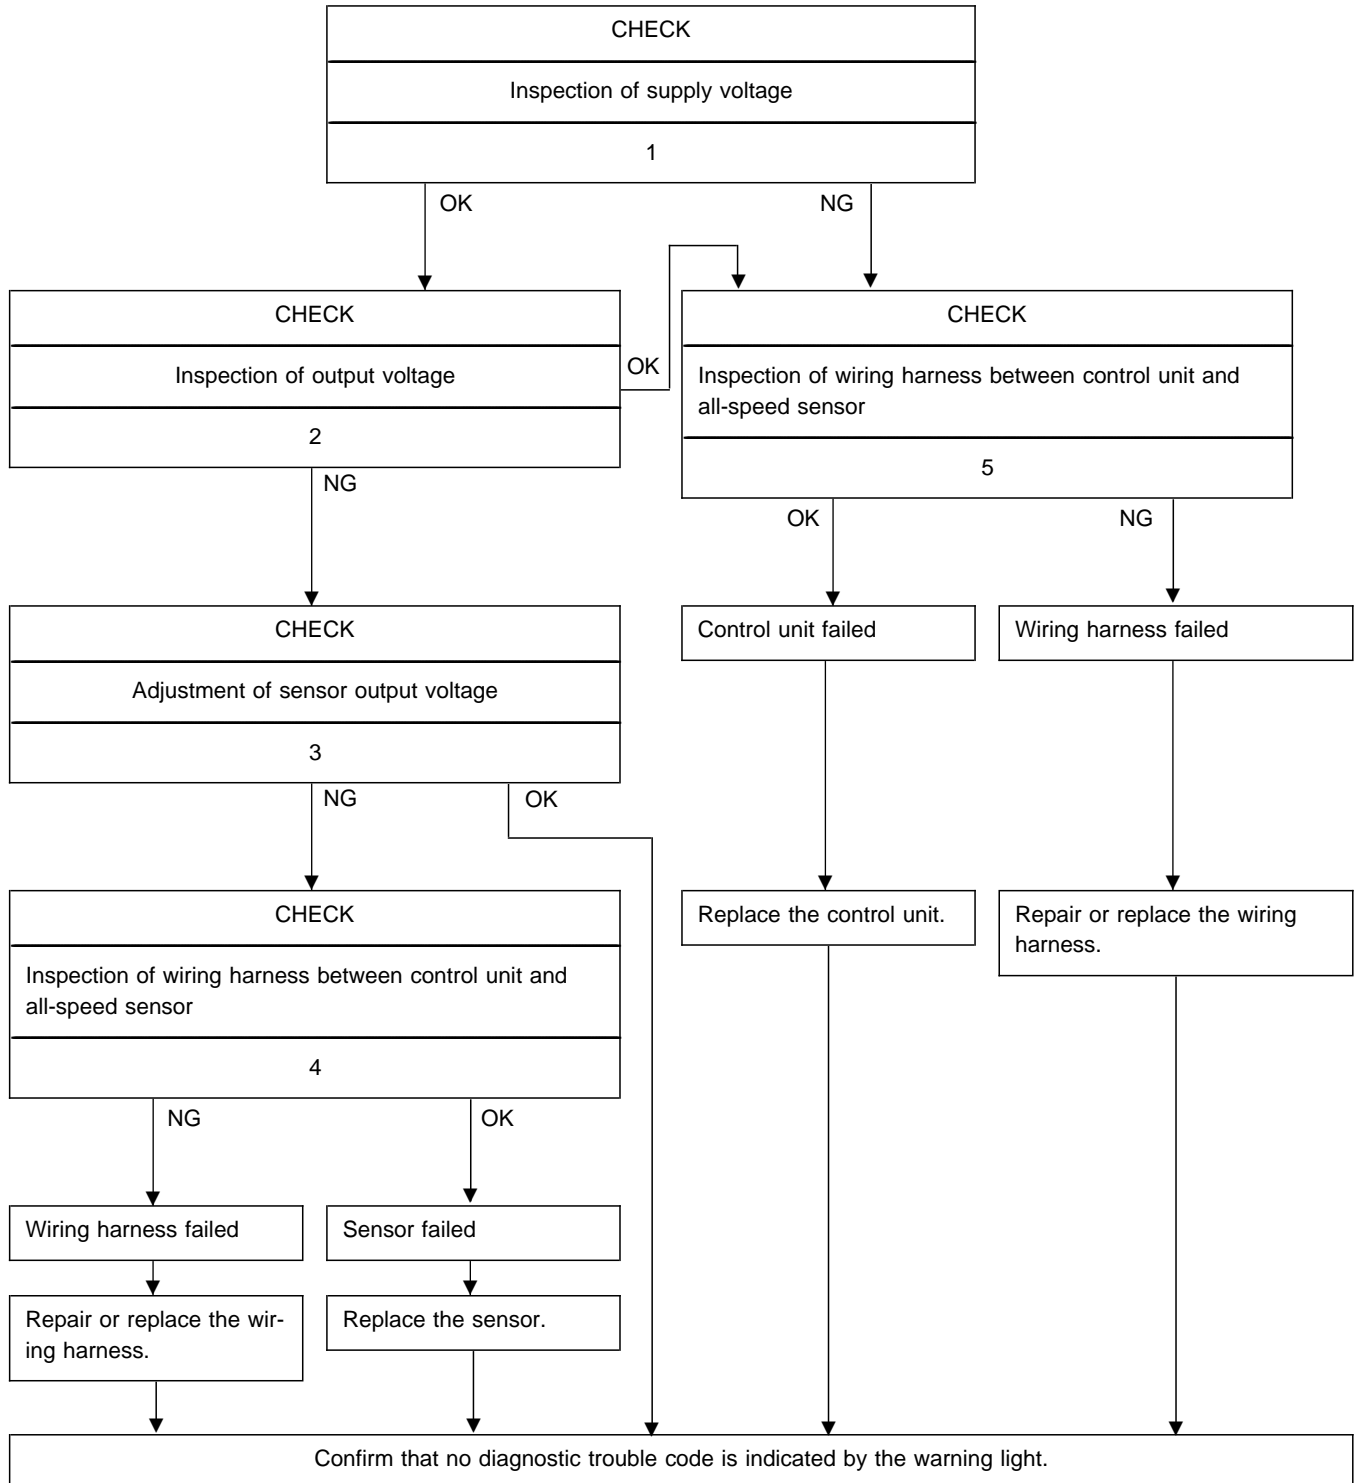 CHECK
Inspection of supply voltage
1
OK
NG
CHECK
Inspection of output voltage
2
OK
CHECK
Inspection of wiring harness between control unit and
all-speed sensor
5
NG
OK
NG
CHECK
Adjustment of sensor output voltage
3
Control unit failed
Wiring harness failed
NG
OK
CHECK
Inspection of wiring harness between control unit and
all-speed sensor
4
Replace the control unit.
Repair or replace the wiring
harness.
NG
OK
Wiring harness failed
Sensor failed
Repair or replace the wir-
ing harness.
Replace the sensor.
Confirm that no diagnostic trouble code is indicated by the warning light.